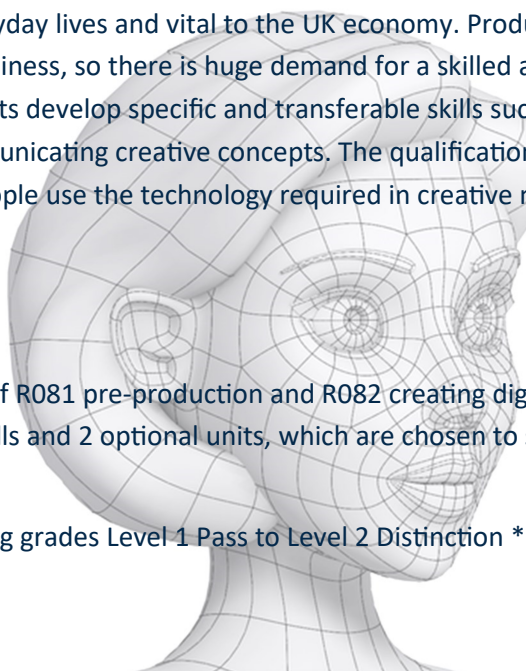 yday lives and vital to the UK economy. Produ
iness, so there is huge demand for a skilled a
ts develop specific and transferable skills suc
unicating creative concepts. The qualification
ple use the technology required in creative
f R081 pre-production and R082 creating dig
lls and 2 optional units, which are chosen to
g grades Level 1 Pass to Level 2 Distinction *